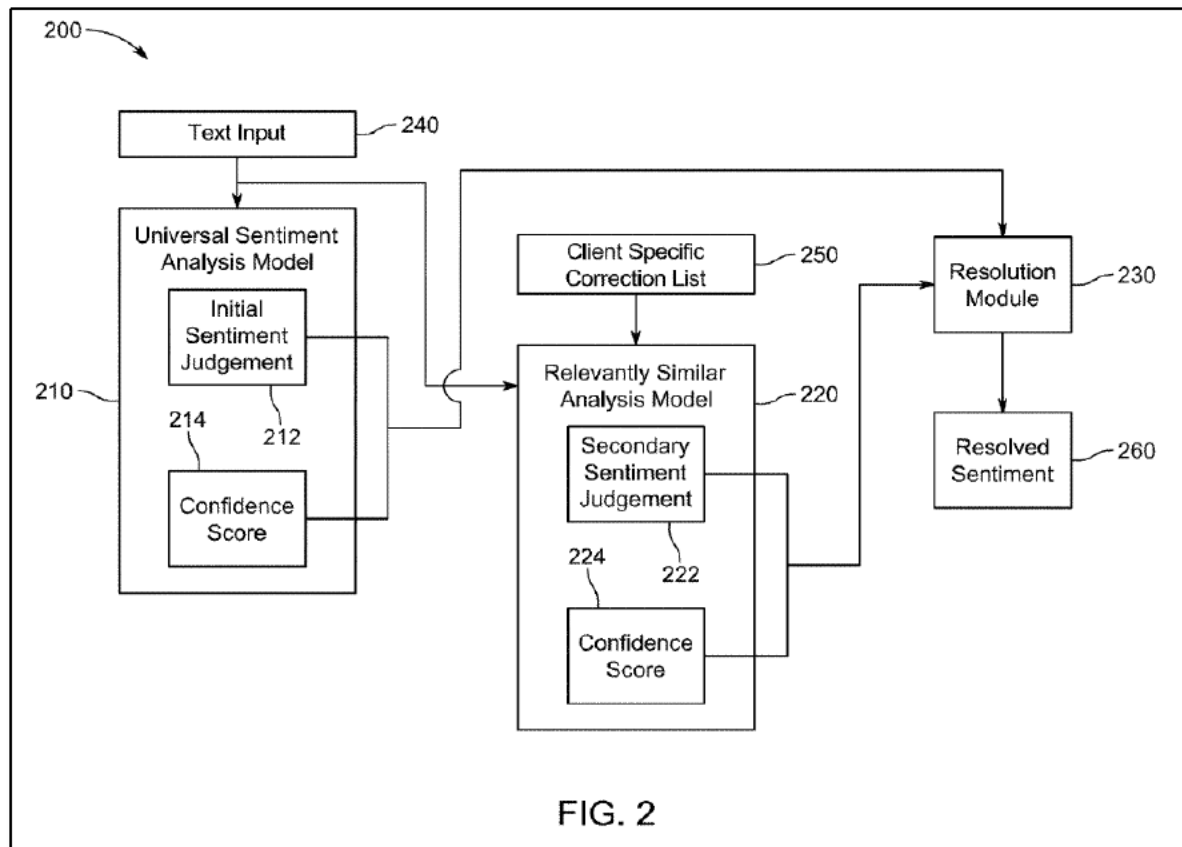 200
Text Input
240
Universal Sentiment
Analysis Model
Initial
Sentiment
Judgement
210
212
214
Confidence
Score
Client Specific
Correction List
250
Relevantly Similar
Analysis Model
220
Secondary
Sentiment
Judgement
222
224
Confidence
Score
Resolution
Module
230
Resolved
Sentiment
260
FIG. 2